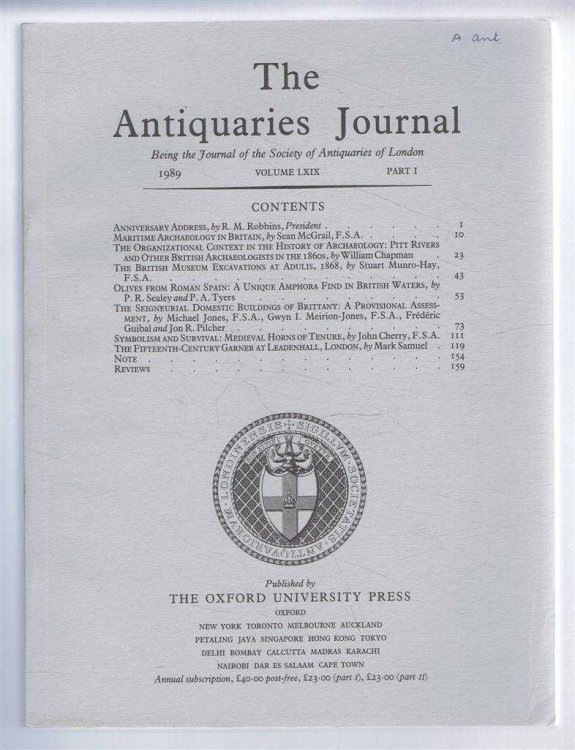 A. ant
The
Antiquaries Journal
Being the Journal of the Society of Antiquaries of London
1989 VOLUME LXIX PART I
CONTENTS
ANNIVERSARY ADDRESS, by R. M. Robbins, President . . . . . . 1
MARITIME ARCHAEOLOGY IN BRITAIN, by Sean McGrail, F.S.A. . . . . . 10
THE ORGANIZATIONAL CONTEXT IN THE HISTORY OF ARCHAEOLOGY: PITT RIVERS
AND OTHER BRITISH ARCHAEOLOGISTS IN THE 1860s, by William Chapman . . 23
THE BRITISH MUSEUM EXCAVATIONS AT ADULIS, 1868, by Stuart Munro-Hay,
F.S.A. . . . . . . . . . . . . . 43
OLIVES FROM ROMAN SPAIN: A UNIQUE AMPHORA FIND IN BRITISH WATERS, by
P. R. Sealey and P. A. Tyers . . . . . . . . . 53
THE SEIGNEURIAL DOMESTIC BUILDINGS OF BRITTANY: A PROVISIONAL ASSESS-
MENT, by Michael Jones, F.S.A., Gwyn I. Meirion-Jones, F.S.A., Frédéric
Guibal and Jon R. Pilcher . . . . . . . . . 73
SYMBOLISM AND SURVIVAL: MEDIEVAL HORNS OF TENURE, by John Cherry, F.S.A. 111
THE FIFTEENTH-CENTURY GARNER AT LEADENHALL, LONDON, by Mark Samuel . 119
NOTE . . . . . . . . . . . . . 154
REVIEWS . . . . . . . . . . . . . 159
SIGILLVM SOCIETATIS ANTIQVARIORVM LONDINENSIS
Published by
THE OXFORD UNIVERSITY PRESS
OXFORD
NEW YORK TORONTO MELBOURNE AUCKLAND
PETALING JAYA SINGAPORE HONG KONG TOKYO
DELHI BOMBAY CALCUTTA MADRAS KARACHI
NAIROBI DAR ES SALAAM CAPE TOWN
Annual subscription, £40·00 post-free, £23·00 (part I), £23·00 (part II)